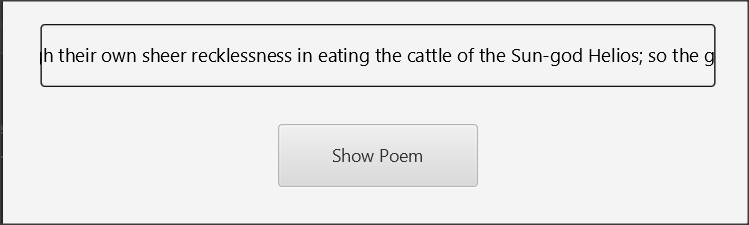 their own sheer recklessness in eating the cattle of the Sun-god Helios; so the
Show Poem